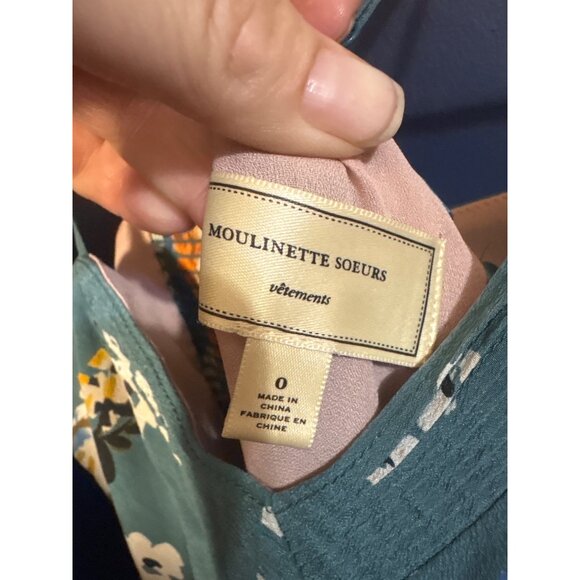 MOULINETTE SOEURS
vêtements
0
MADE IN
CHINA
FABRIQUE EN
CHINE